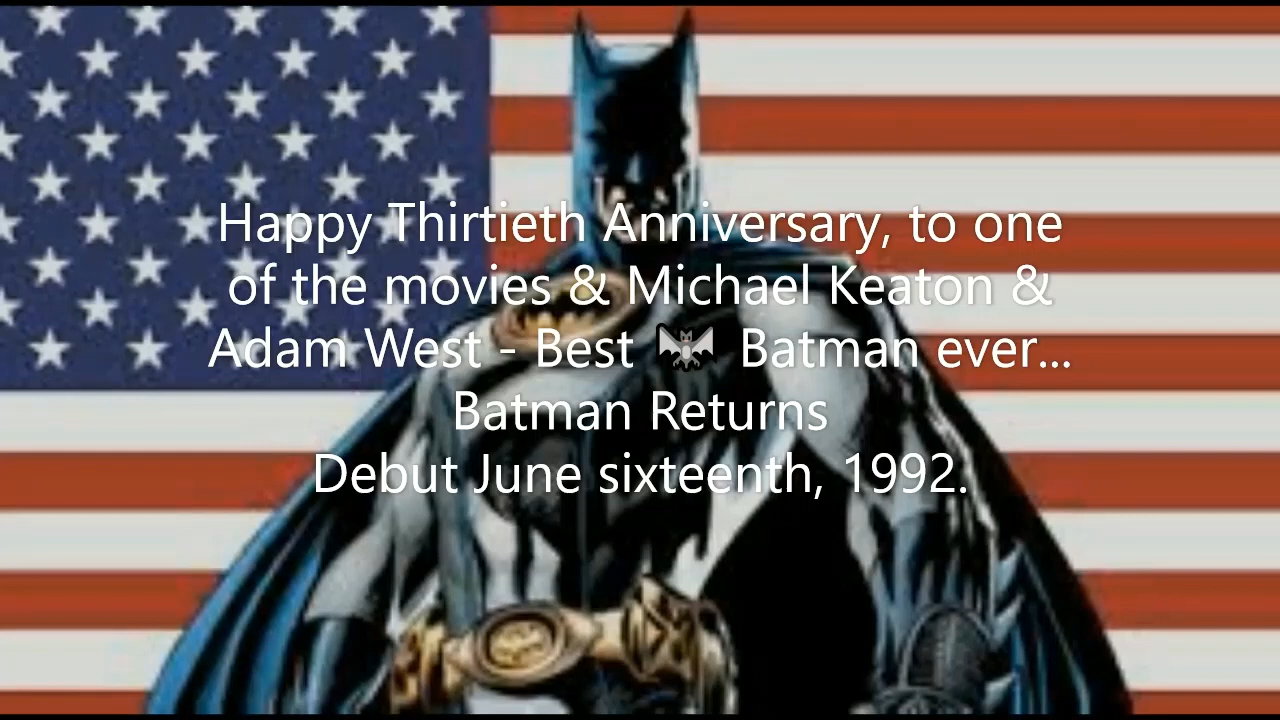 Happy Thirtieth Anniversary, to one
of the movies & Michael Keaton &
Adam West - Best 🦇 Batman ever...
Batman Returns
Debut June sixteenth, 1992.